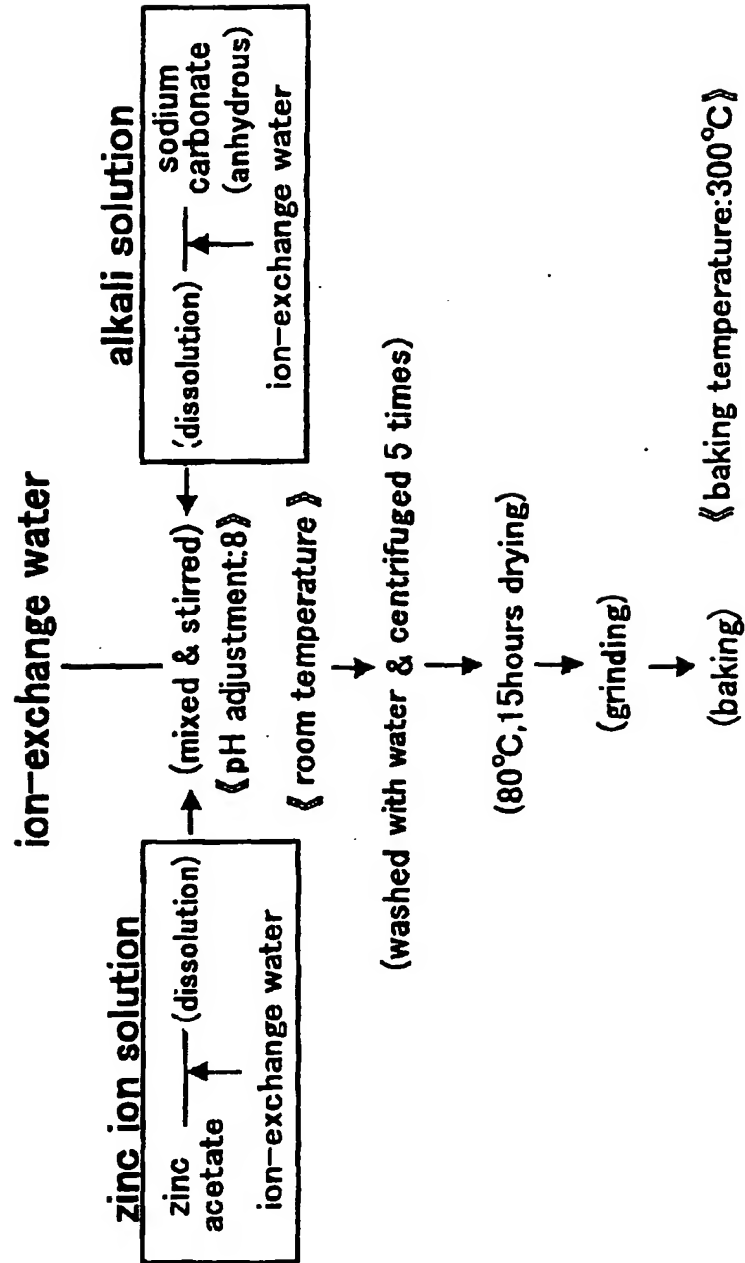 ion-exchange water
zinc ion solution
zinc
acetate
(dissolution)
ion-exchange water
alkali solution
(dissolution)
sodium
carbonate
(anhydrous)
ion-exchange water
(mixed & stirred)
《pH adjustment:8》
《room temperature》
(washed with water & centrifuged 5 times)
(80°C,15hours drying)
(grinding)
(baking)
《baking temperature:300°C》